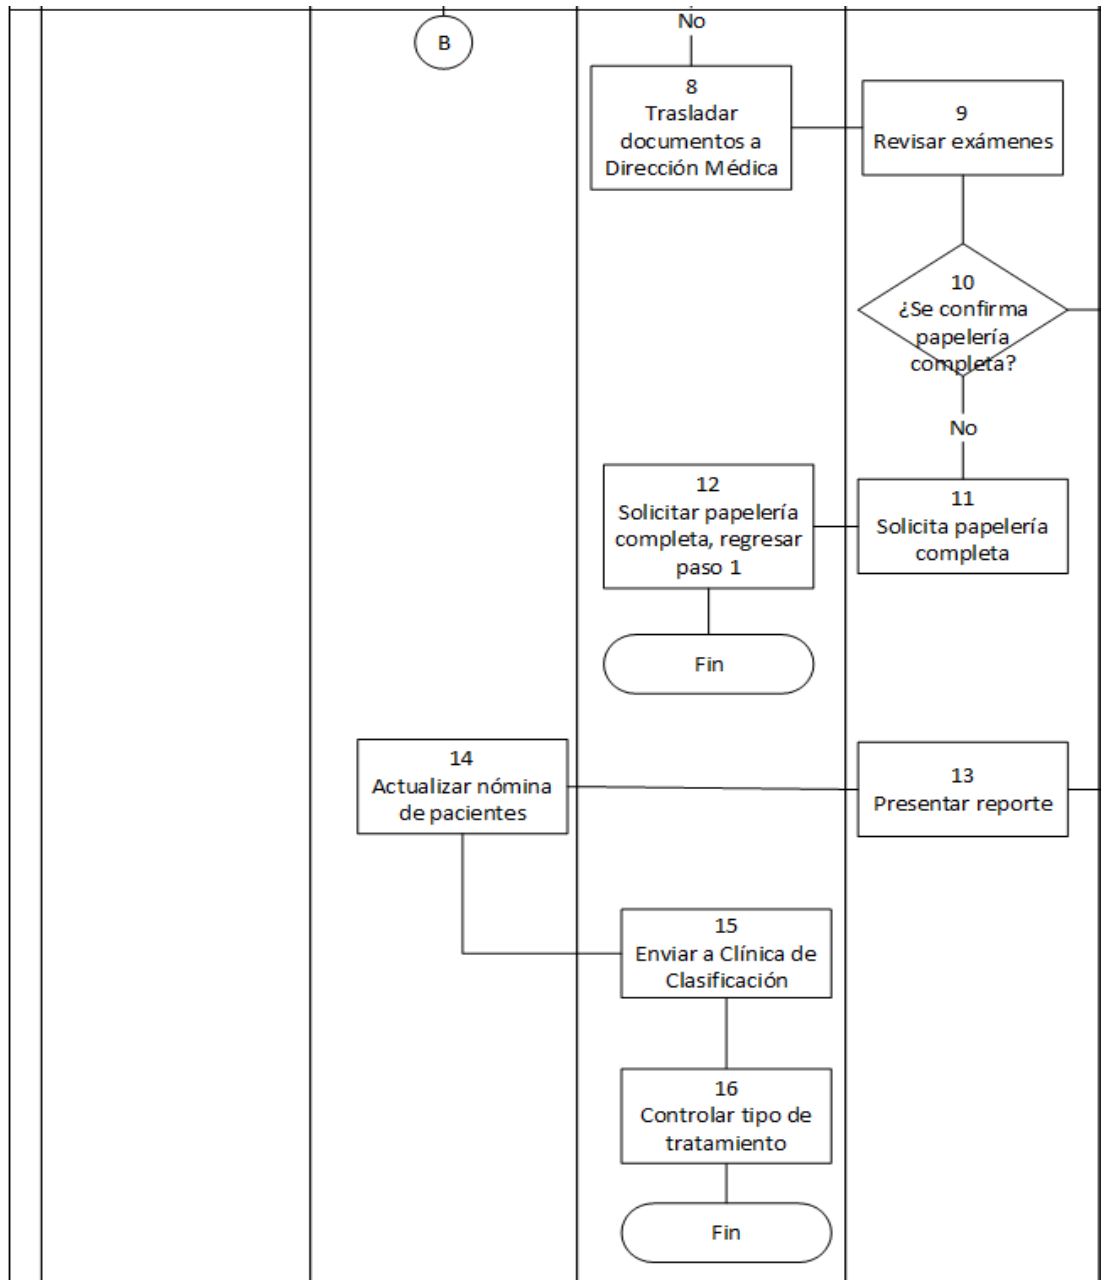 B
No
8
Trasladar
documentos a
Dirección Médica
9
Revisar exámenes
10
¿Se confirma
papelería
completa?
No
12
Solicitar papelería
completa, regresar
paso 1
11
Solicita papelería
completa
Fin
14
Actualizar nómina
de pacientes
13
Presentar reporte
15
Enviar a Clínica de
Clasificación
16
Controlar tipo de
tratamiento
Fin